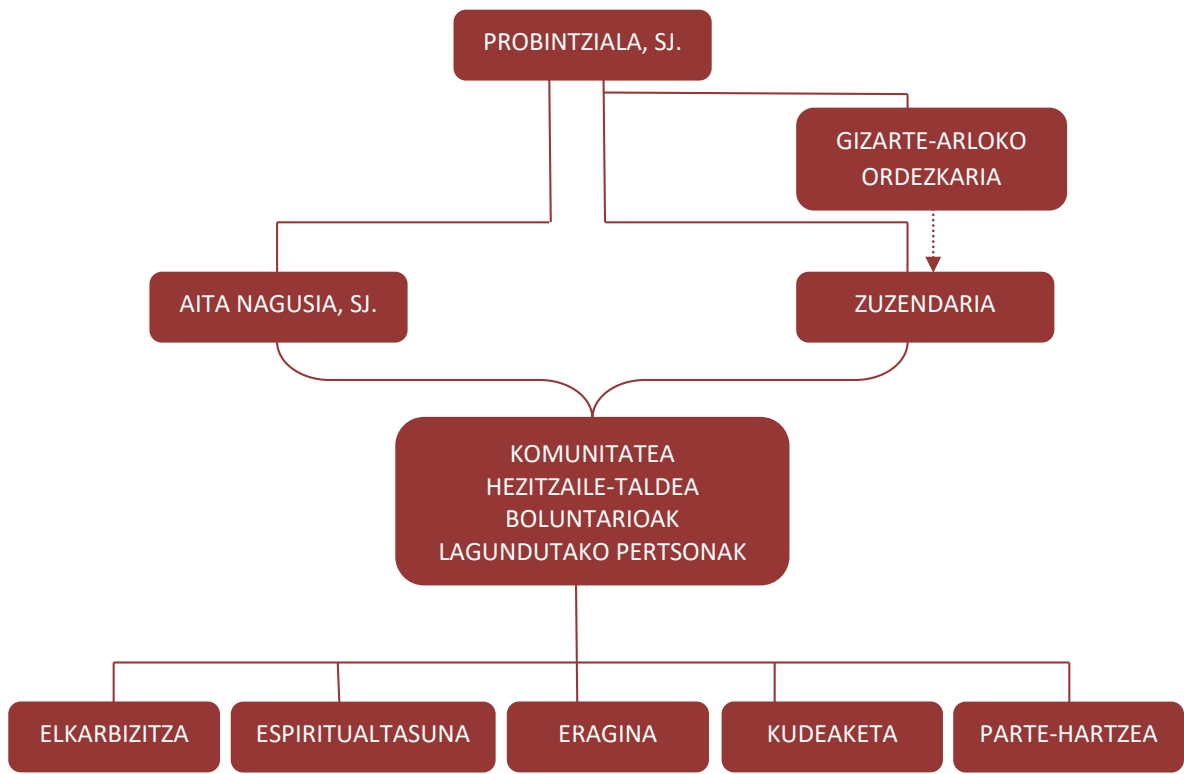 PROBINTZIALA, SJ.
GIZARTE-ARLOKO
ORDEZKARIA
AITA NAGUSIA, SJ.
ZUZENDARIA
KOMUNITATEA
HEZITZAILE-TALDEA
BOLUNTARIOAK
LAGUNDUTAKO PERTSONAK
ELKARBIZITZA
ESPIRITUALTASUNA
ERAGINA
KUDEAKETA
PARTE-HARTZEA